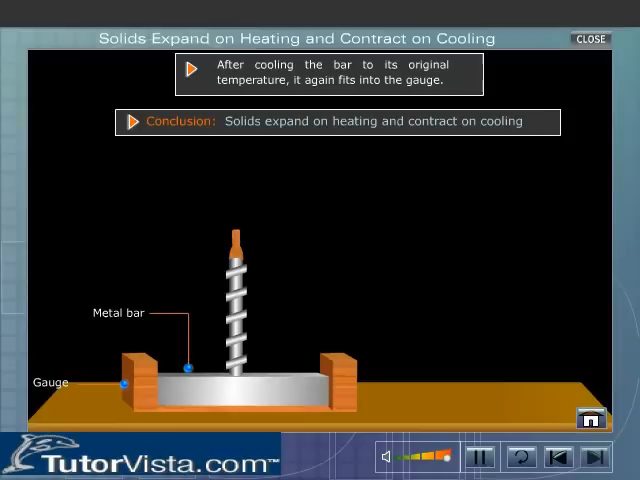 Solids Expand on Heating and Contract on Cooling
CLOSE
After cooling the bar to its original
temperature, it again fits into the gauge.
Conclusion: Solids expand on heating and contract on cooling
Metal bar
Gauge
TutorVista.com™